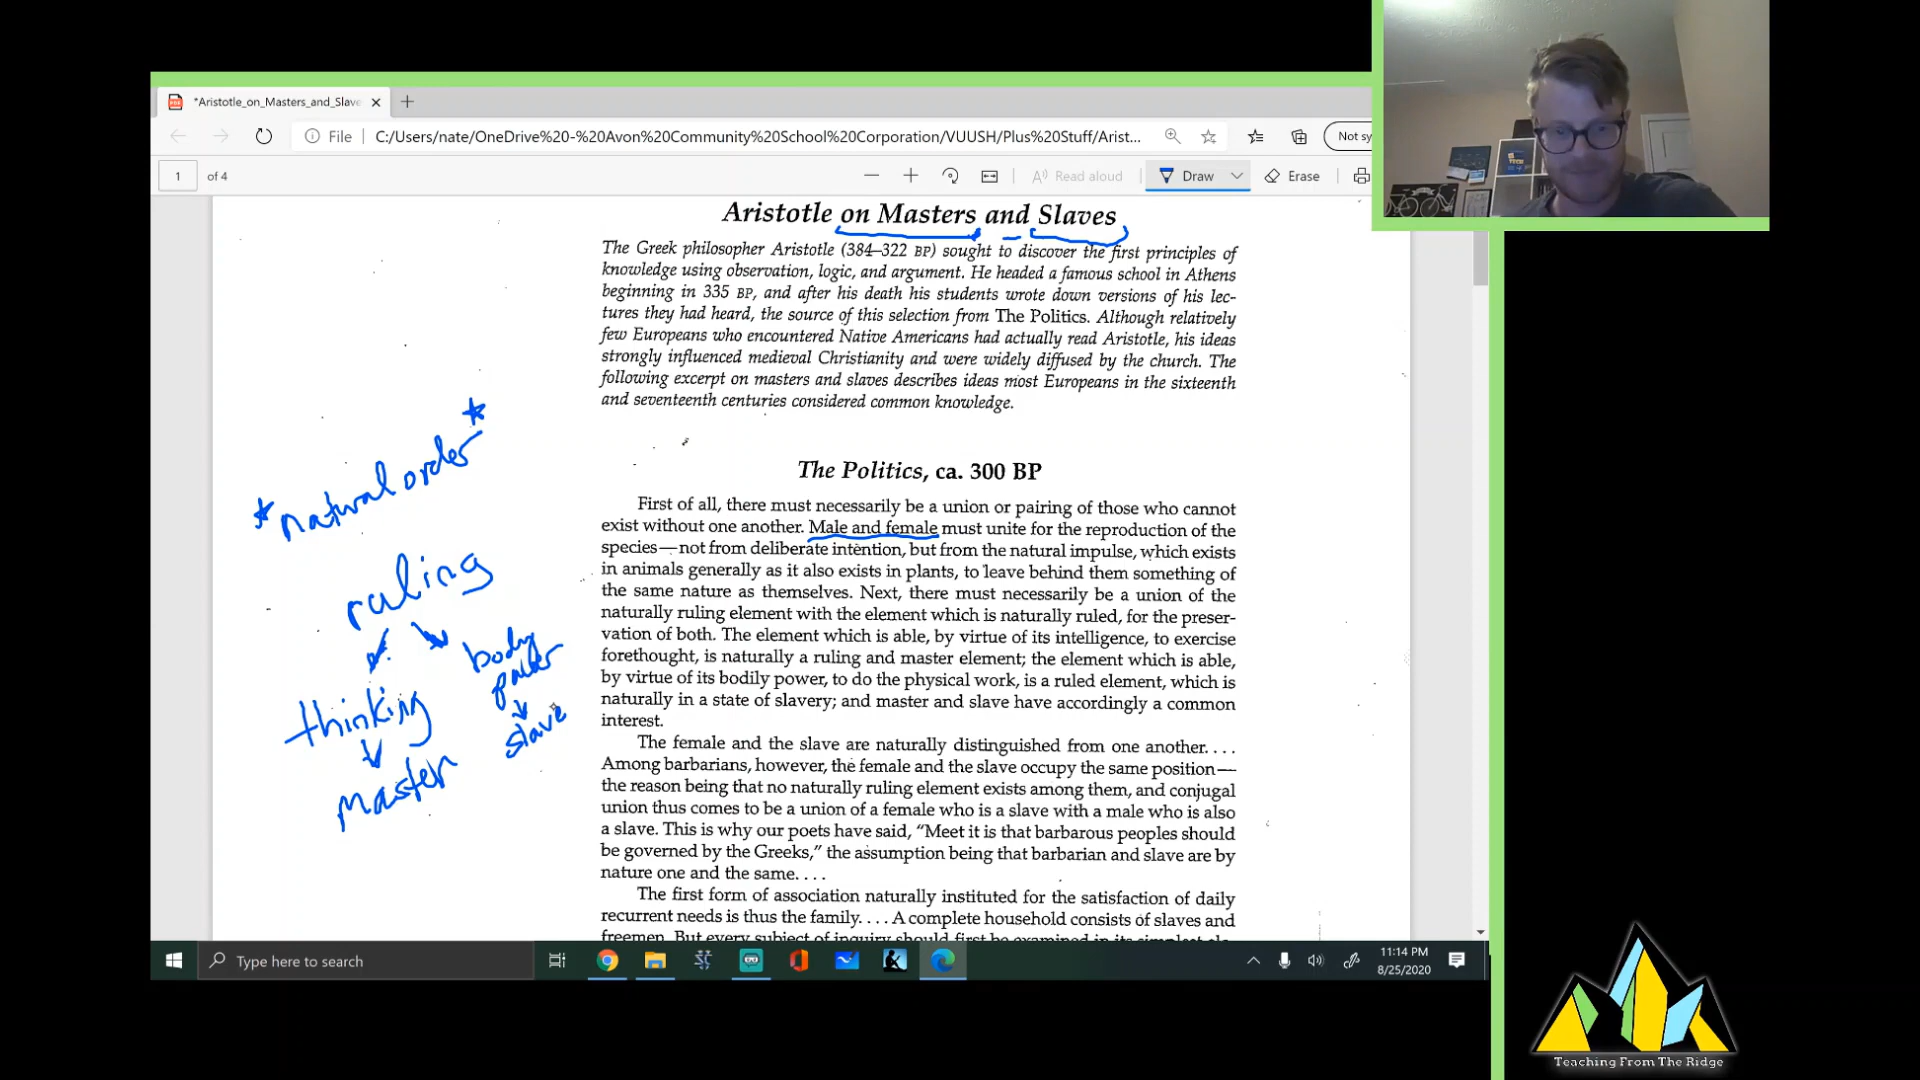 *Aristotle_on_Masters_and_Slave
File
C:/Users/nate/OneDrive%20-%20Avon%20Community%20School%20Corporation/VUUSH/Plus%20Stuff/Arist...
Not sy
1 of 4
Read aloud
Draw
Erase
Aristotle on Masters and Slaves
The Greek philosopher Aristotle (384–322 BP) sought to discover the first principles of
knowledge using observation, logic, and argument. He headed a famous school in Athens
beginning in 335 BP, and after his death his students wrote down versions of his lec-
tures they had heard, the source of this selection from The Politics. Although relatively
few Europeans who encountered Native Americans had actually read Aristotle, his ideas
strongly influenced medieval Christianity and were widely diffused by the church. The
following excerpt on masters and slaves describes ideas most Europeans in the sixteenth
and seventeenth centuries considered common knowledge.
*natural order*
ruling
thinking
master
body
power
slave
The Politics, ca. 300 BP
First of all, there must necessarily be a union or pairing of those who cannot
exist without one another. Male and female must unite for the reproduction of the
species—not from deliberate intention, but from the natural impulse, which exists
in animals generally as it also exists in plants, to leave behind them something of
the same nature as themselves. Next, there must necessarily be a union of the
naturally ruling element with the element which is naturally ruled, for the preser-
vation of both. The element which is able, by virtue of its intelligence, to exercise
forethought, is naturally a ruling and master element; the element which is able,
by virtue of its bodily power, to do the physical work, is a ruled element, which is
naturally in a state of slavery; and master and slave have accordingly a common
interest.
The female and the slave are naturally distinguished from one another. . . .
Among barbarians, however, the female and the slave occupy the same position—
the reason being that no naturally ruling element exists among them, and conjugal
union thus comes to be a union of a female who is a slave with a male who is also
a slave. This is why our poets have said, “Meet it is that barbarous peoples should
be governed by the Greeks,” the assumption being that barbarian and slave are by
nature one and the same. . . .
The first form of association naturally instituted for the satisfaction of daily
recurrent needs is thus the family. . . . A complete household consists of slaves and
freemen. But every subject of inquiry should first be examined in its simplest ele-
Type here to search
11:14 PM
8/25/2020
Teaching From The Ridge